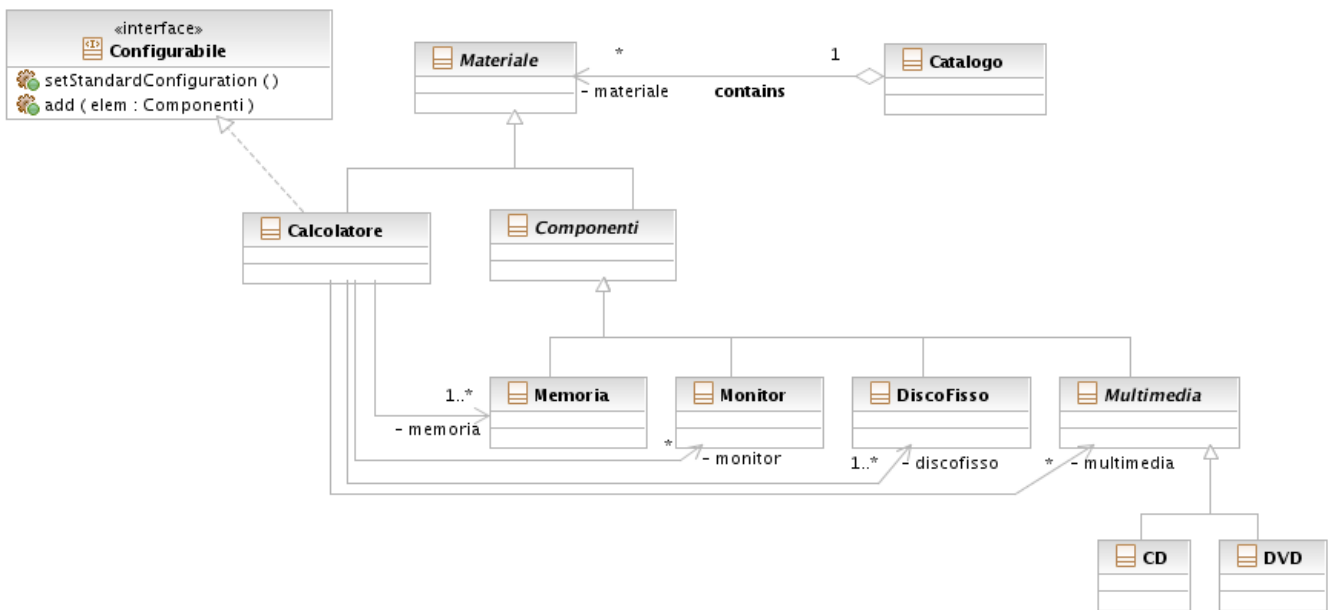 «interface»
Configurabile
setStandardConfiguration ()
add ( elem : Componenti )
Materiale
*
1
- materiale
contains
Catalogo
Calcolatore
Componenti
Memoria
Monitor
DiscoFisso
Multimedia
1..*
- memoria
*
- monitor
1..*
- discofisso
*
- multimedia
CD
DVD